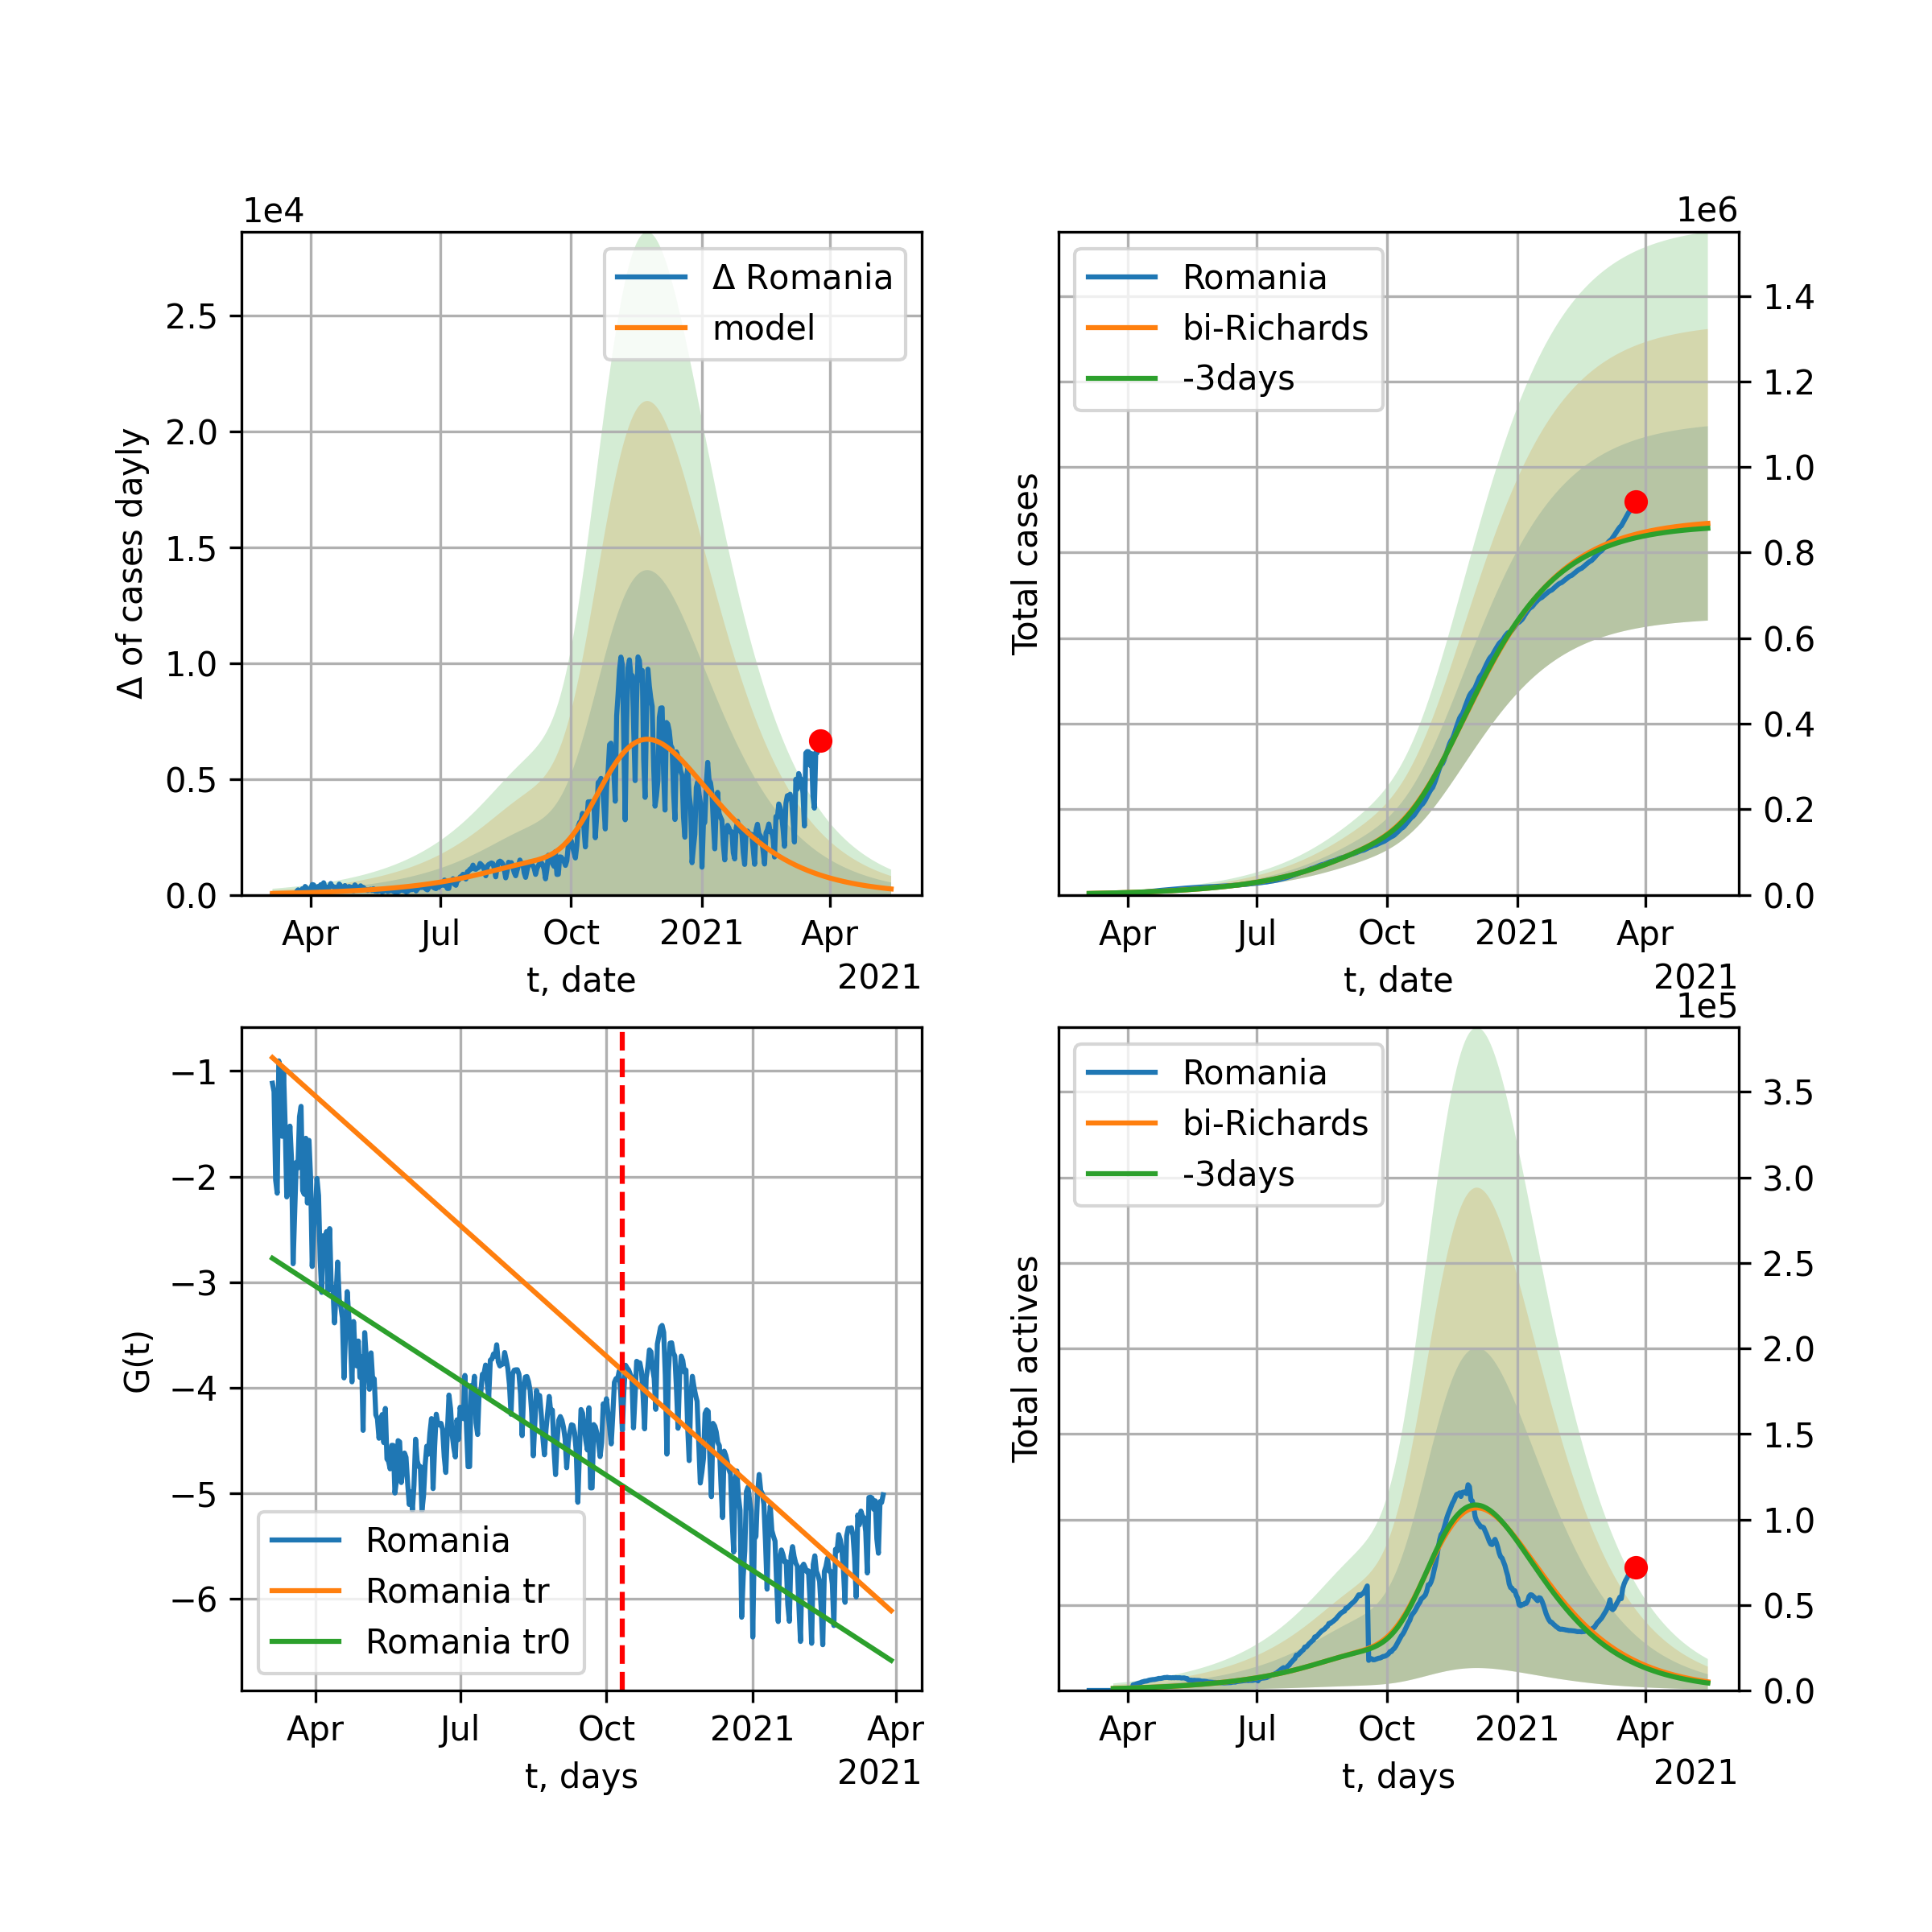 1e4
Δ of cases dayly
2.5
2.0
1.5
1.0
0.5
0.0
Δ Romania
model
Apr Jul Oct 2021 Apr
t, date
2021
1e6
Total cases
Romania
bi-Richards
-3days
1.4
1.2
1.0
0.8
0.6
0.4
0.2
0.0
Apr Jul Oct 2021 Apr
t, date
2021
G(t)
−1
−2
−3
−4
−5
−6
Romania
Romania tr
Romania tr0
Apr Jul Oct 2021 Apr
t, days
2021
1e5
Total actives
Romania
bi-Richards
-3days
3.5
3.0
2.5
2.0
1.5
1.0
0.5
0.0
Apr Jul Oct 2021 Apr
t, days
2021